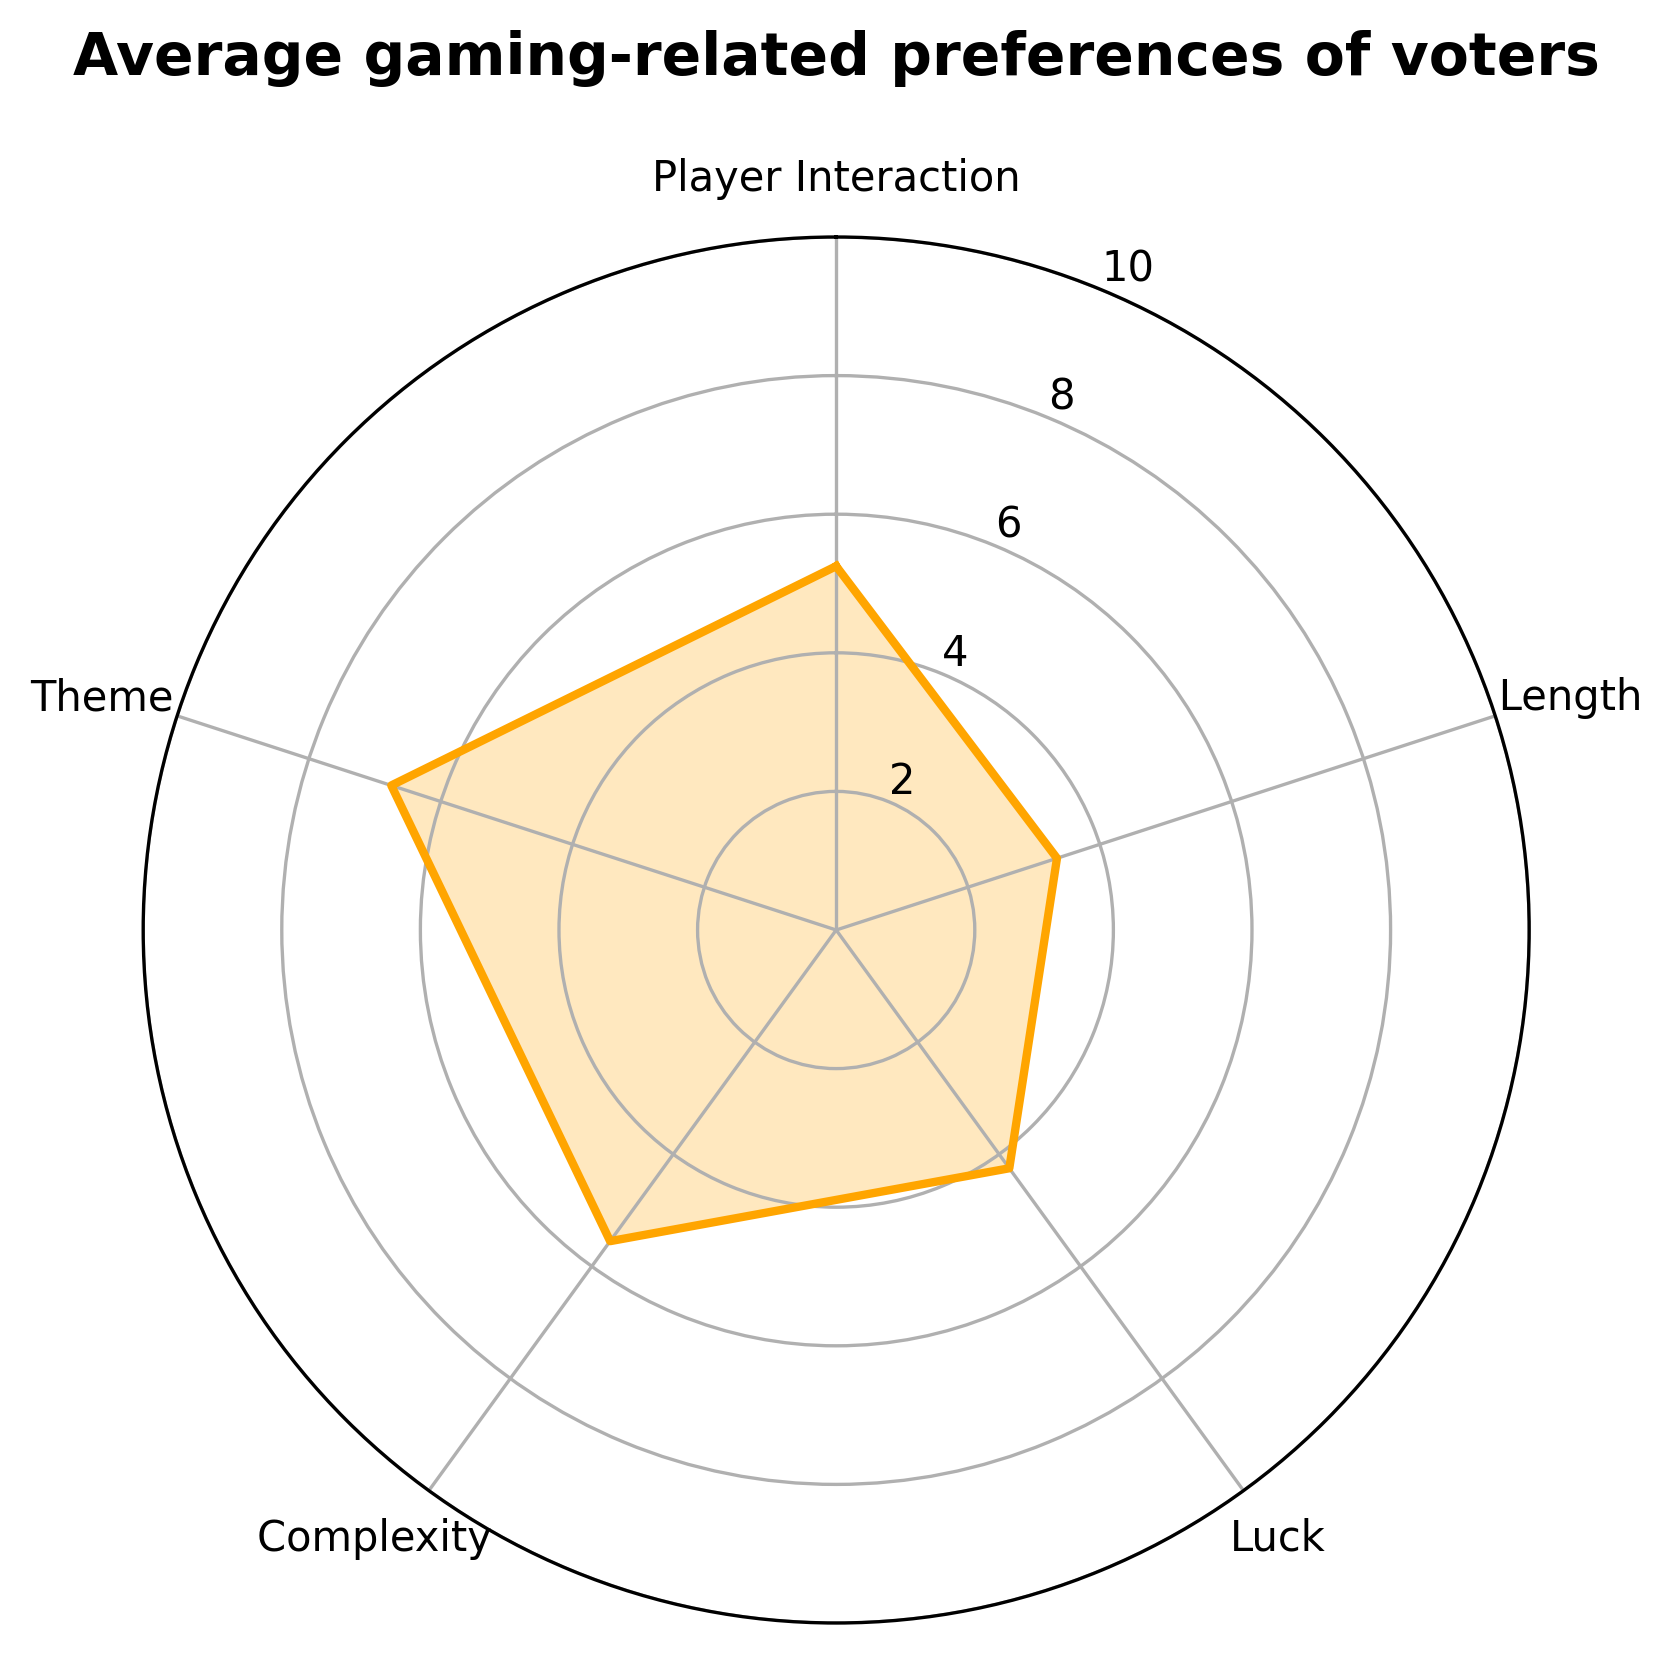 Average gaming-related preferences of voters
Player Interaction
10
8
6
4
2
Theme
Length
Complexity
Luck